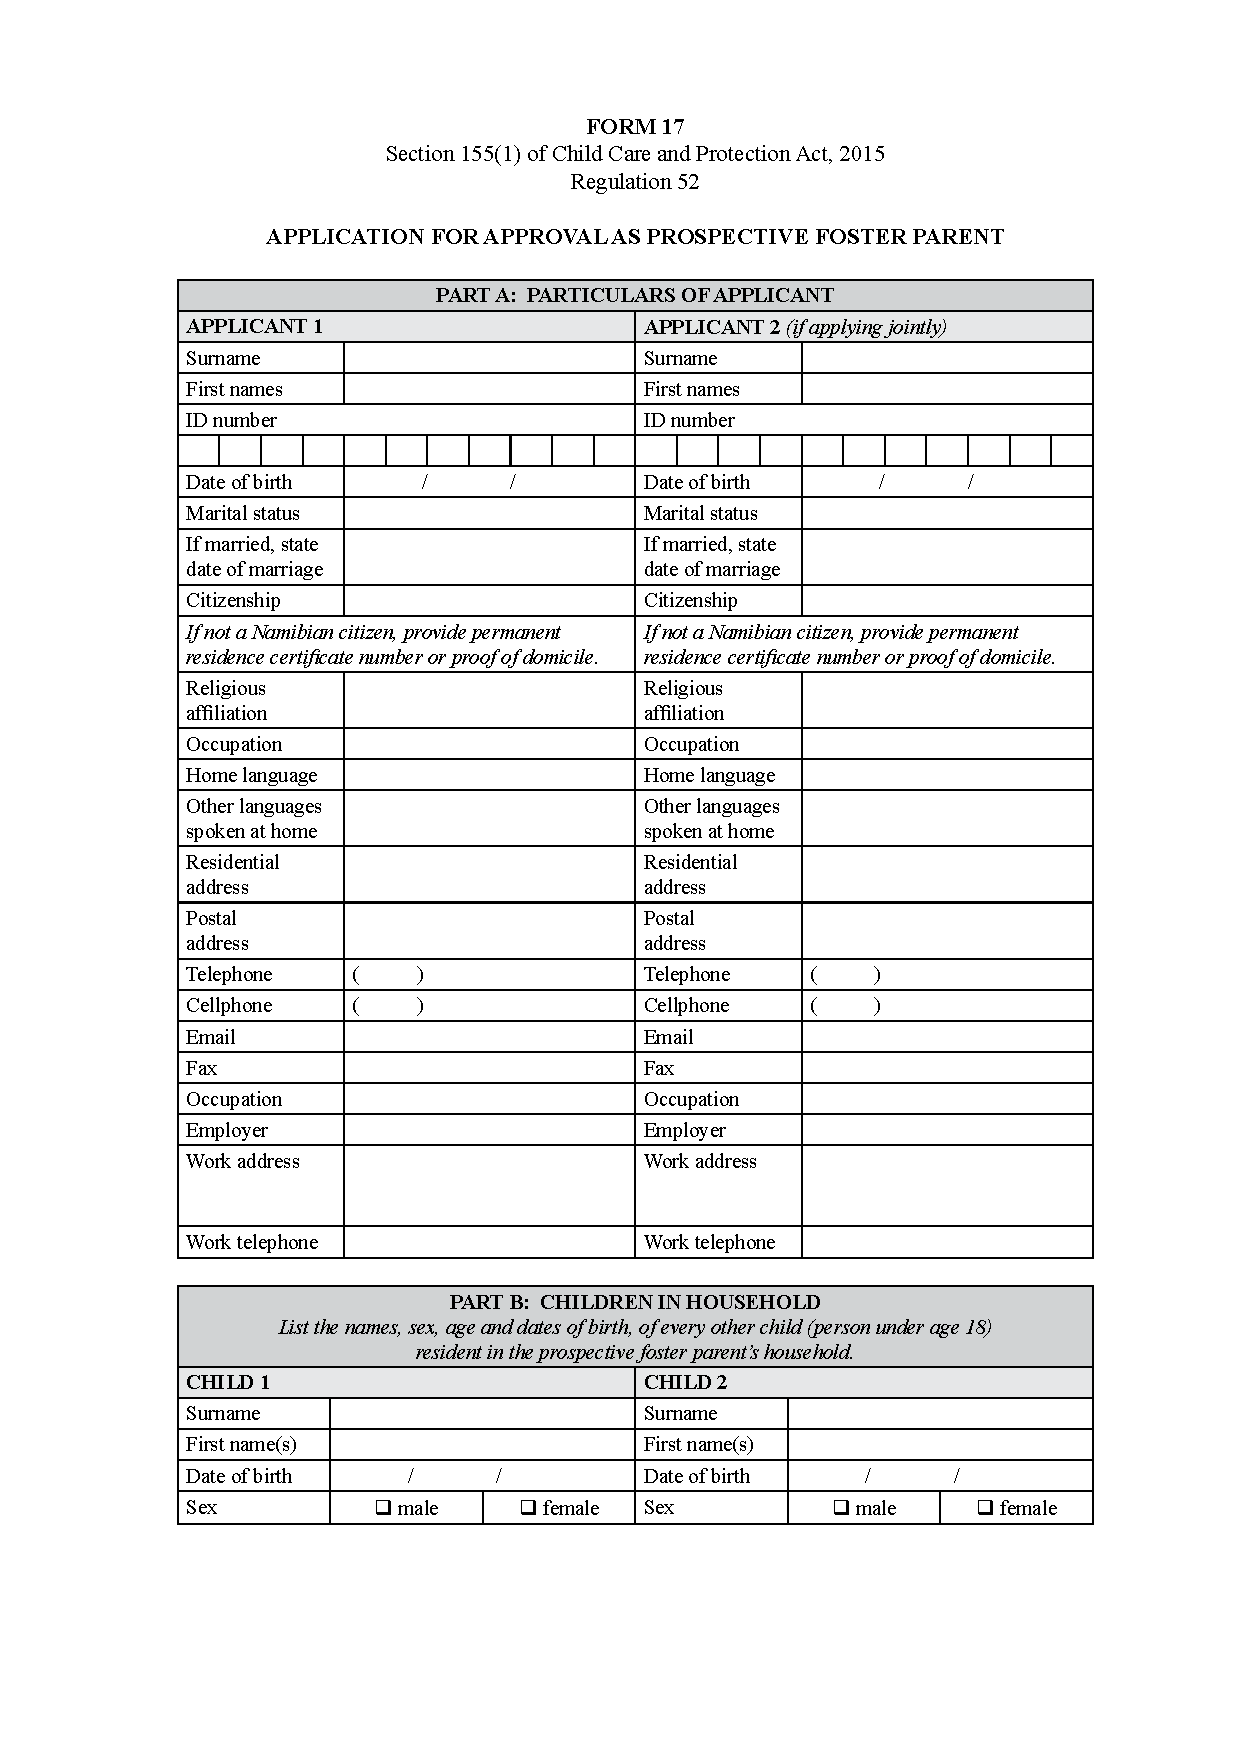 FORM 17
Section 155(1) of Child Care and Protection Act, 2015
Regulation 52
APPLICATION FOR APPROVAL AS PROSPECTIVE FOSTER PARENT
PART A: PARTICULARS OF APPLICANT
APPLICANT 1 APPLICANT 2 (if applying jointly)
Surname Surname
First names First names
ID number ID number
Date of birth / / Date of birth / /
Marital status Marital status
If married, state If married, state
date of marriage date of marriage
Citizenship Citizenship
If not a Namibian citizen, provide permanent If not a Namibian citizen, provide permanent
residence certificate number or proof of domicile. residence certificate number or proof of domicile.
Religious Religious
affiliation affiliation
Occupation Occupation
Home language Home language
Other languages Other languages
spoken at home spoken at home
Residential Residential
address address
Postal Postal
address address
Telephone ( ) Telephone ( )
Cellphone ( ) Cellphone ( )
Email Email
Fax Fax
Occupation Occupation
Employer Employer
Work address Work address
Work telephone Work telephone
PART B: CHILDREN IN HOUSEHOLD
List the names, sex, age and dates of birth, of every other child (person under age 18)
resident in the prospective foster parent's household.
CHILD 1 CHILD 2
Surname Surname
First name(s) First name(s)
Date of birth / / Date of birth / /
Sex ❑ male ❑ female Sex ❑ male ❑ female